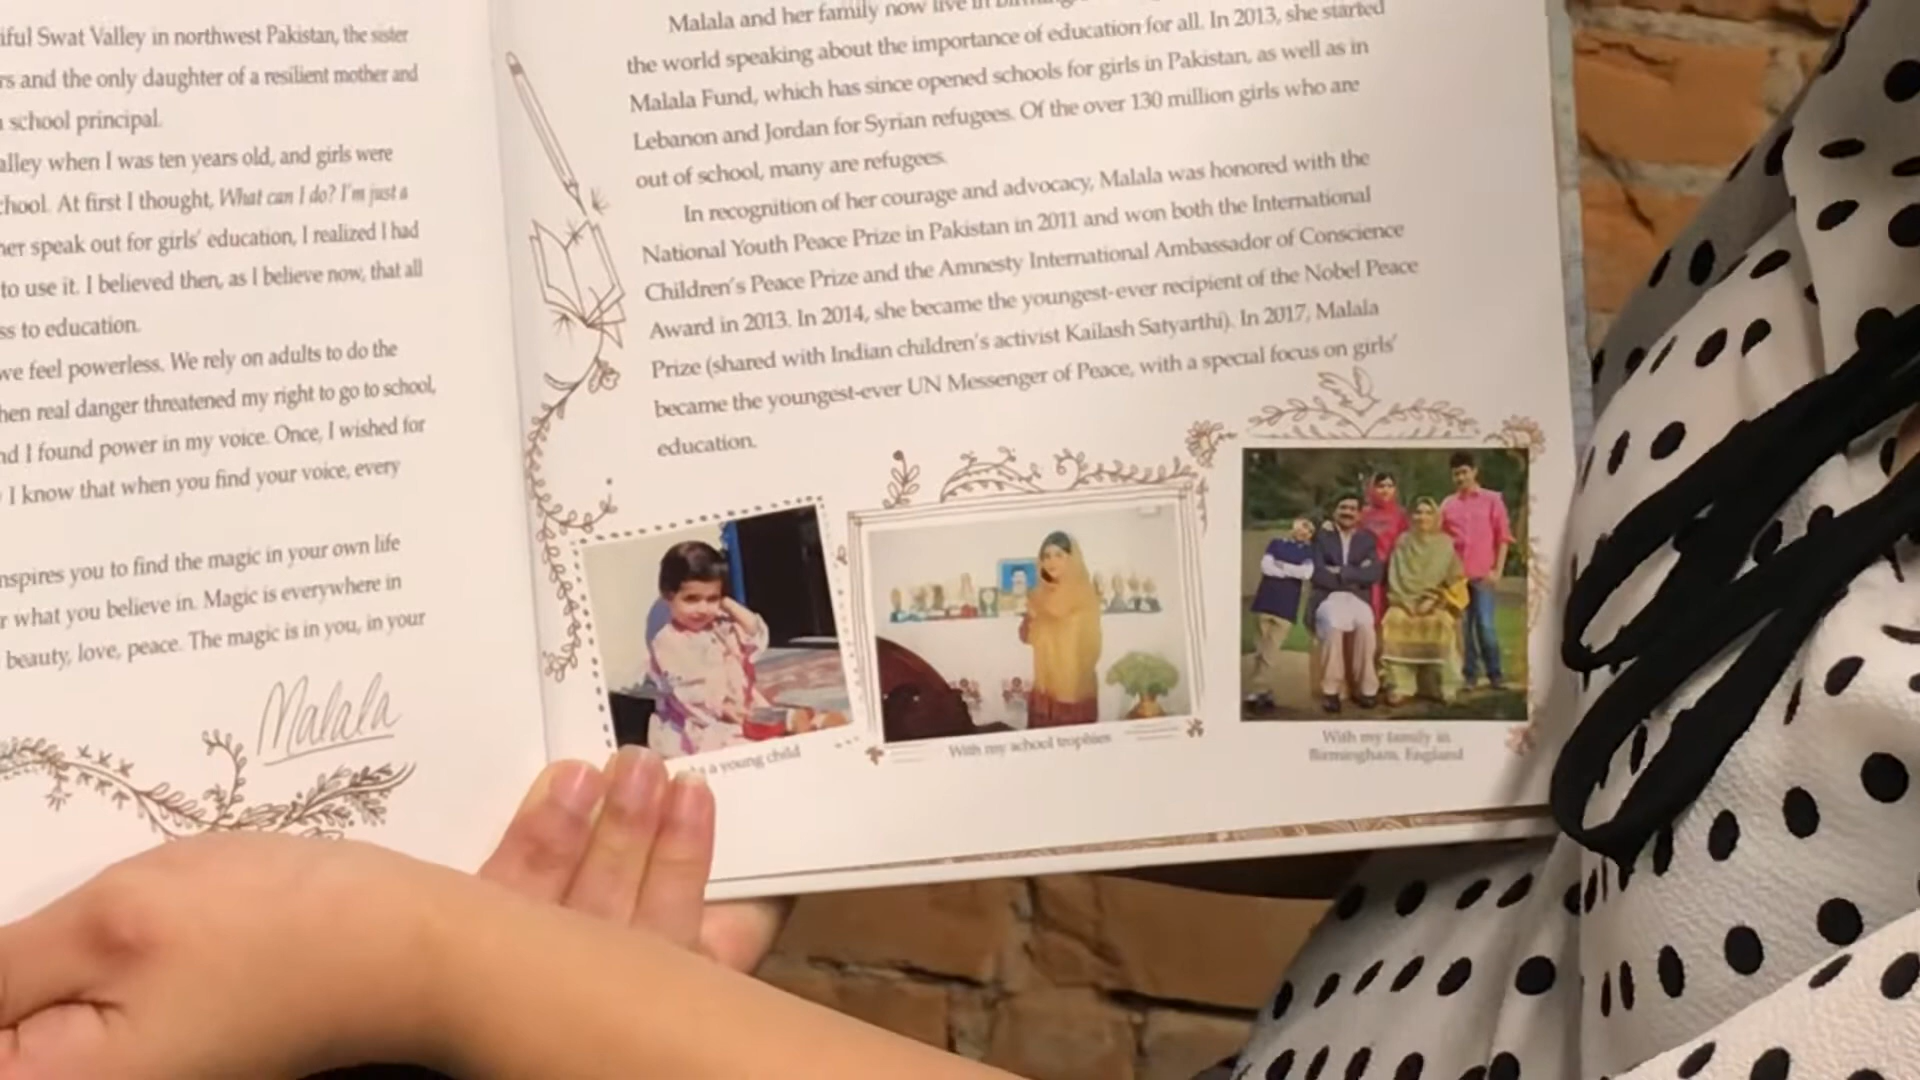 iful Swat Valley in northwest Pakistan, the sister
rs and the only daughter of a resilient mother and
school principal.
alley when I was ten years old, and girls were
chool. At first I thought, What can I do? I'm just a
her speak out for girls' education, I realized I had
to use it. I believed then, as I believe now, that all
ss to education.
we feel powerless. We rely on adults to do the
hen real danger threatened my right to go to school,
nd I found power in my voice. Once, I wished for
I know that when you find your voice, every
nspires you to find the magic in your own life
r what you believe in. Magic is everywhere in
beauty, love, peace. The magic is in you, in your
Malala
Malala and her family now live in
the world speaking about the importance of education for all. In 2013, she started
Malala Fund, which has since opened schools for girls in Pakistan, as well as in
Lebanon and Jordan for Syrian refugees. Of the over 130 million girls who are
out of school, many are refugees.
In recognition of her courage and advocacy, Malala was honored with the
National Youth Peace Prize in Pakistan in 2011 and won both the International
Children's Peace Prize and the Amnesty International Ambassador of Conscience
Award in 2013. In 2014, she became the youngest-ever recipient of the Nobel Peace
Prize (shared with Indian children's activist Kailash Satyarthi). In 2017, Malala
became the youngest-ever UN Messenger of Peace, with a special focus on girls'
education.
a young child
With my school trophies
With my family in
Birmingham, England